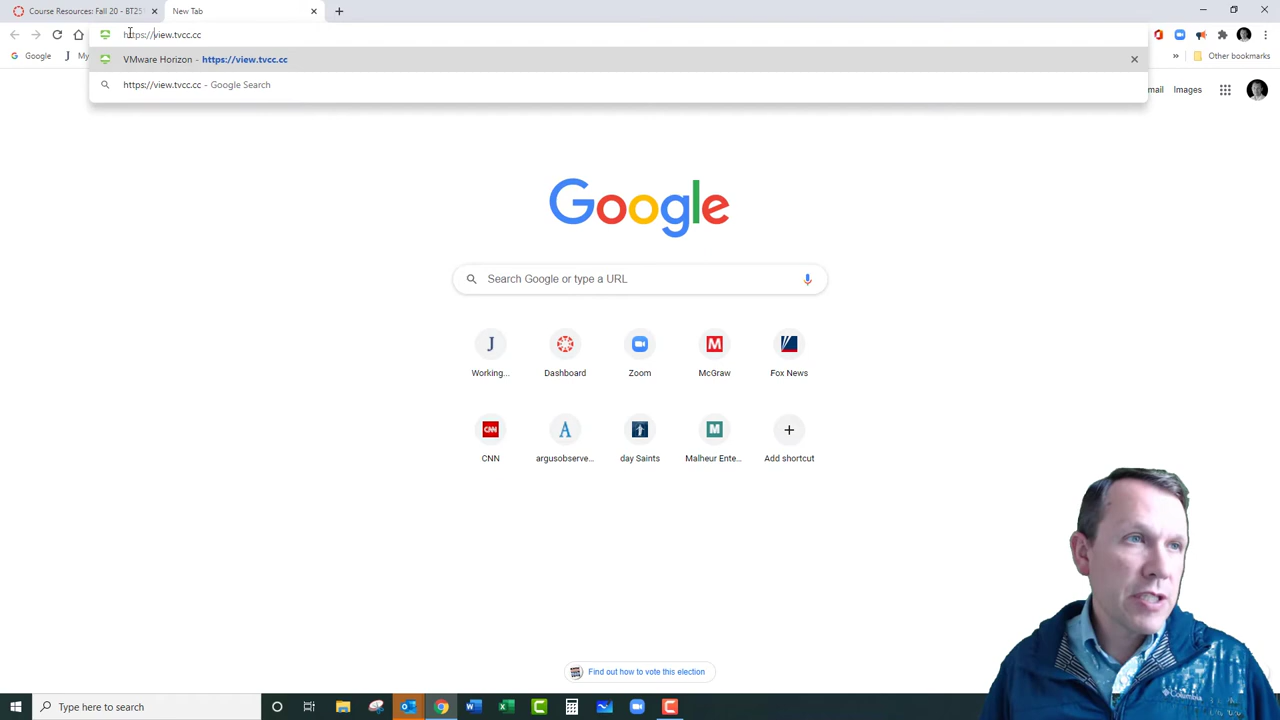 Course Resources: Fall 20 - BT25
New Tab
https://view.tvcc.cc
VMware Horizon - https://view.tvcc.cc
https://view.tvcc.cc - Google Search
Google
My
Other bookmarks
mail
Images
Google
Search Google or type a URL
Working...
Dashboard
Zoom
McGraw
Fox News
CNN
argusobserve...
day Saints
Malheur Ente...
Add shortcut
Find out how to vote this election
Type here to search
Columbia